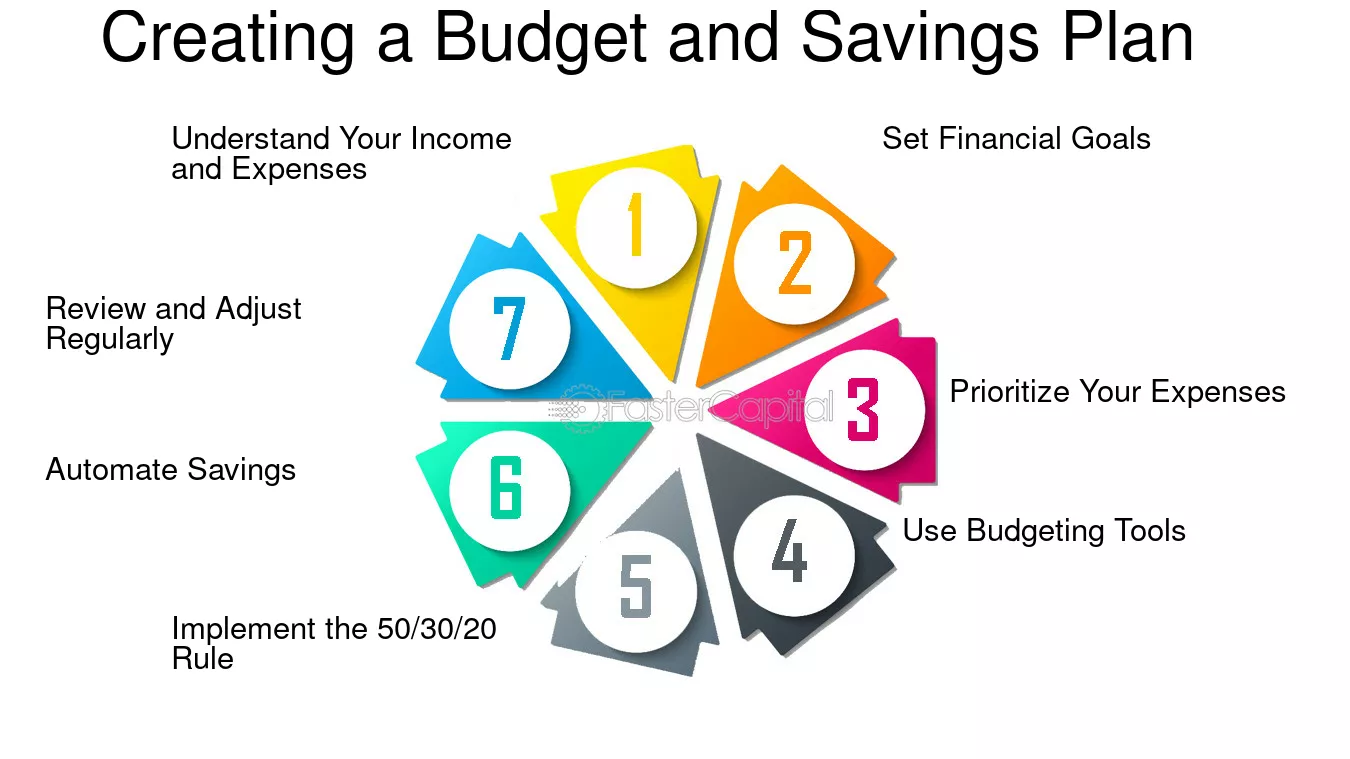 Creating a Budget and Savings Plan
Understand Your Income
and Expenses
1
Set Financial Goals
2
Prioritize Your Expenses
3
Use Budgeting Tools
4
Implement the 50/30/20
Rule
5
Automate Savings
6
Review and Adjust
Regularly
7
FasterCapital